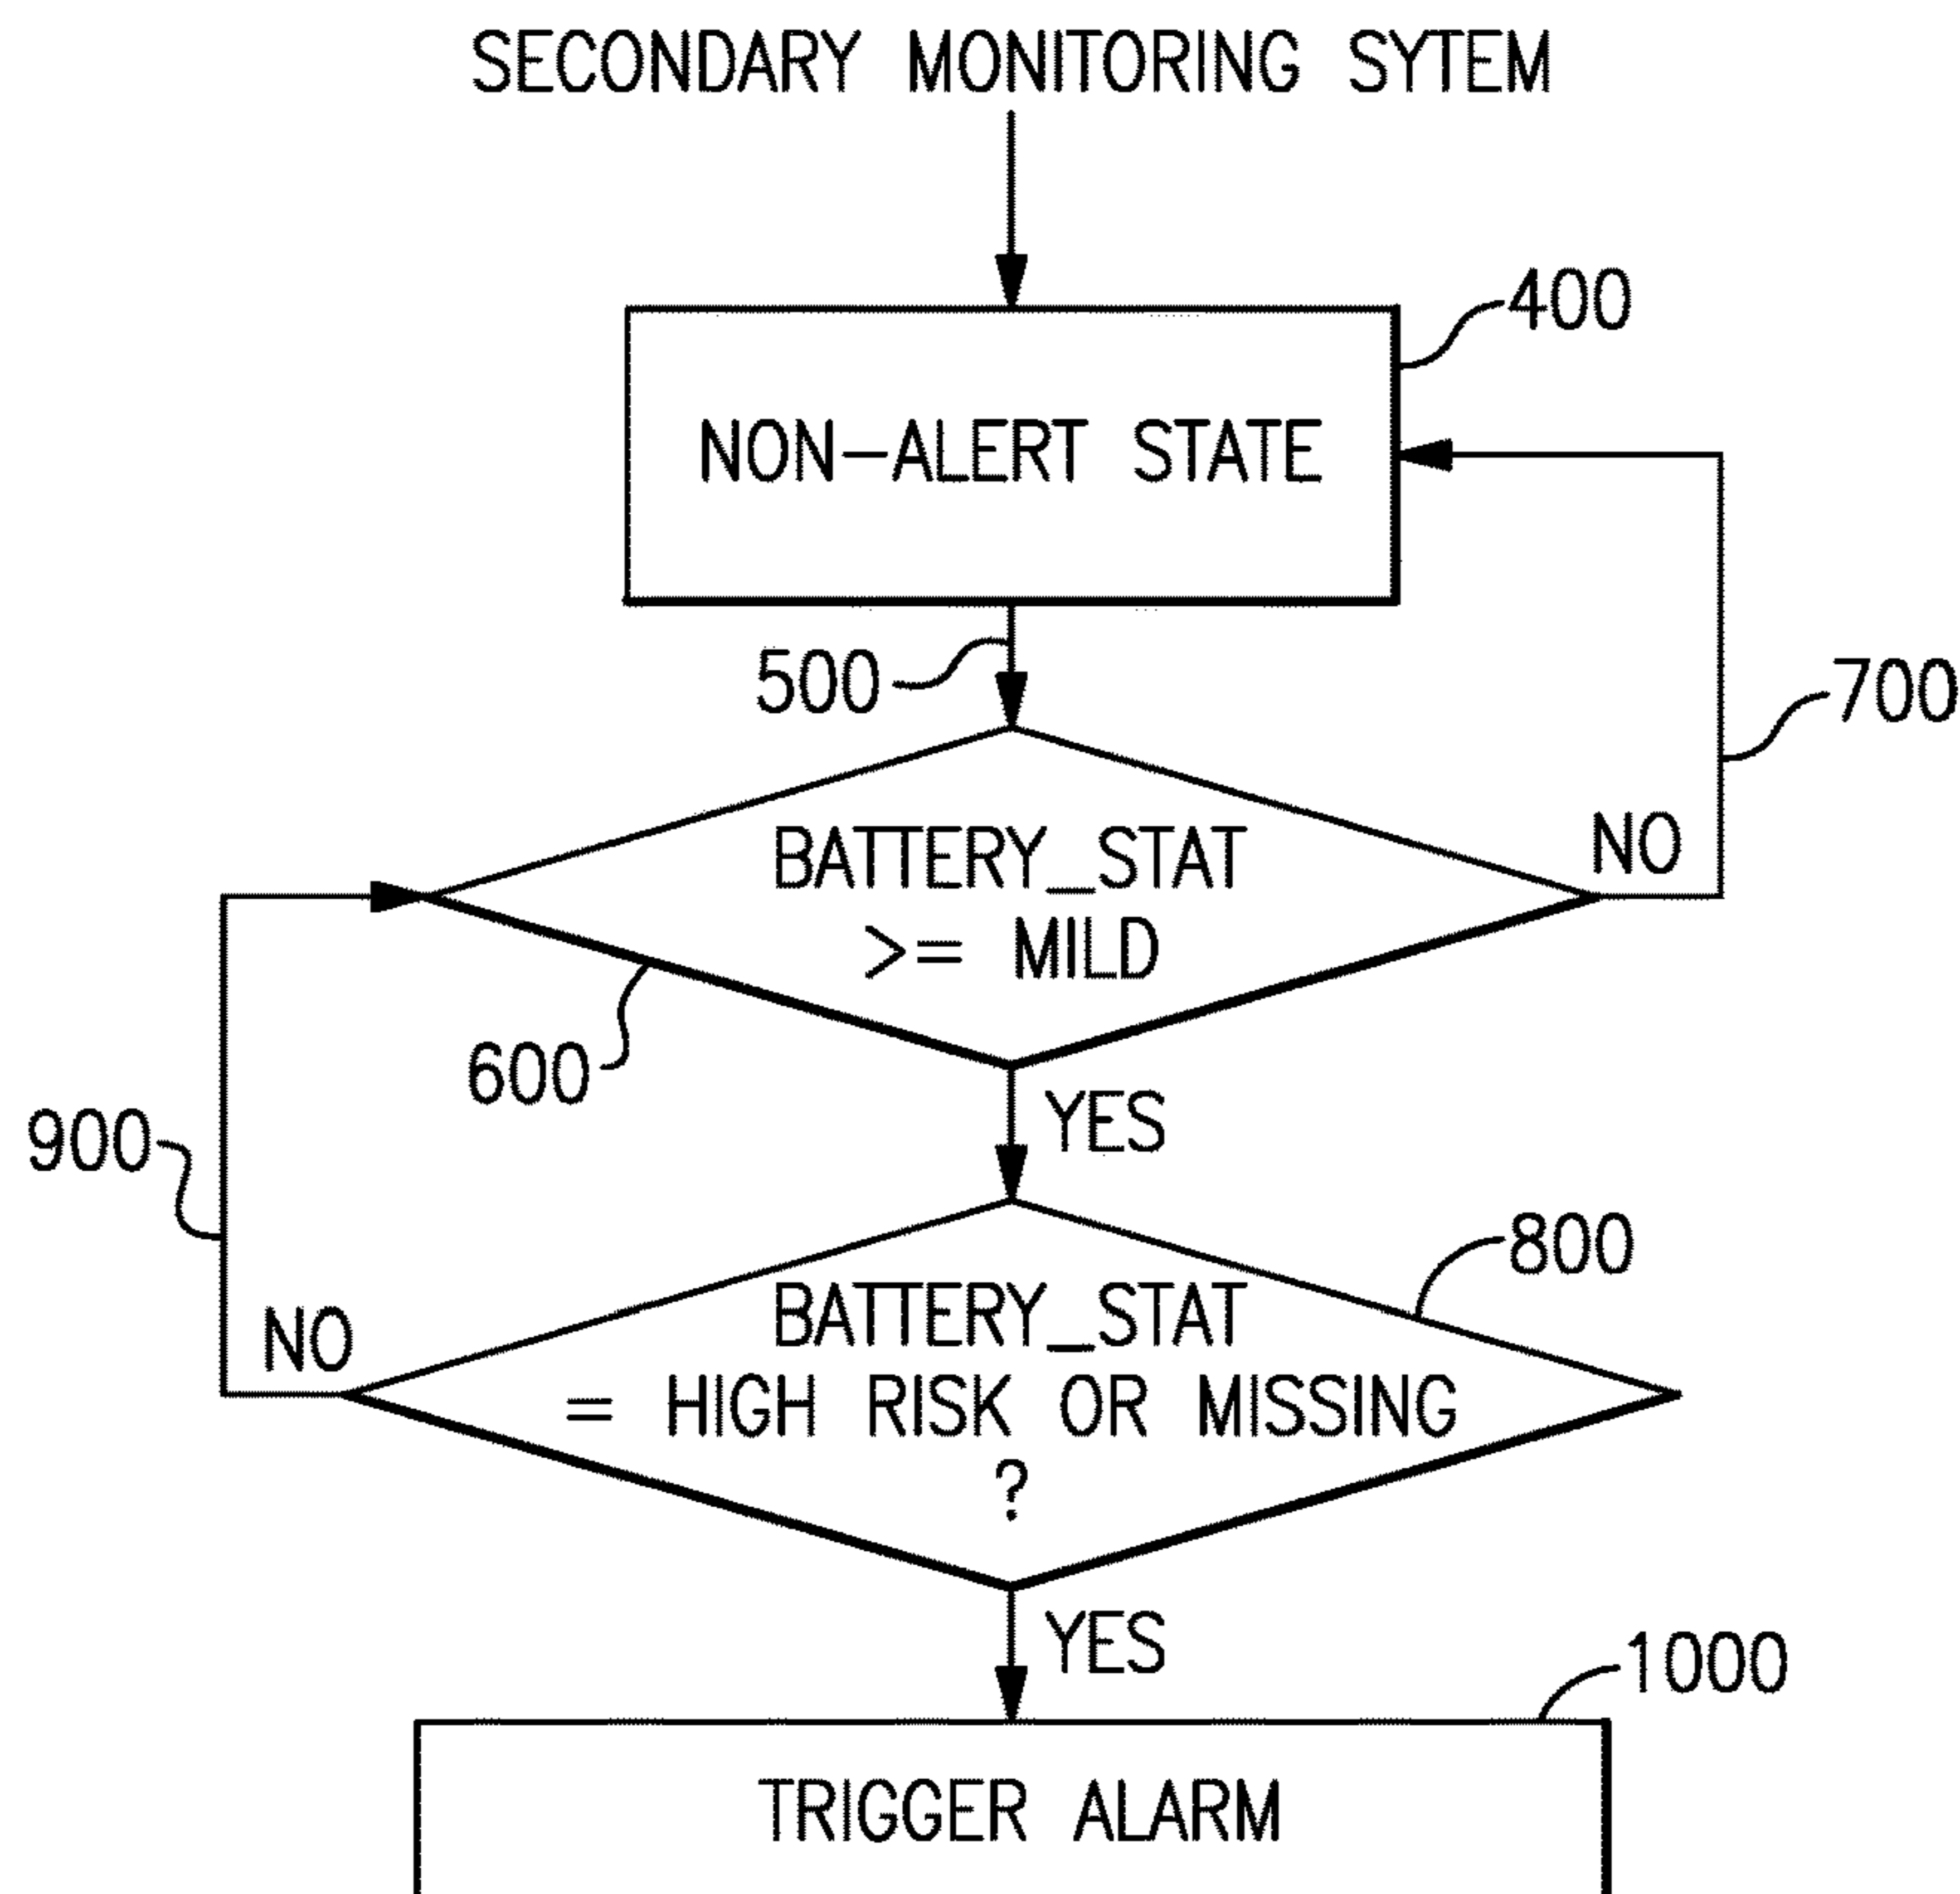 SECONDARY MONITORING SYTEM
400
NON-ALERT STATE
500
700
BATTERY_STAT
>= MILD
NO
600
YES
900
800
BATTERY_STAT
= HIGH RISK OR MISSING
?
NO
YES
1000
TRIGGER ALARM